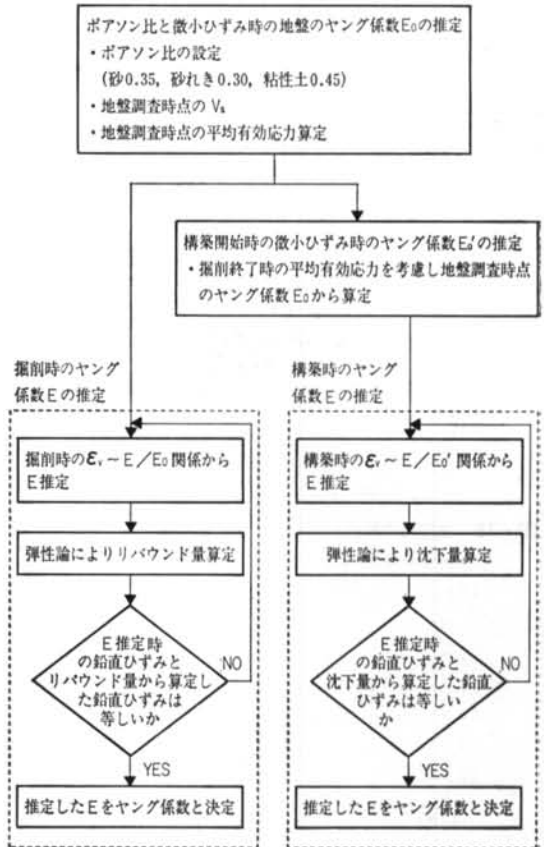 ポアソン比と微小ひずみ時の地盤のヤング係数E₀の推定
・ポアソン比の設定
(砂0.35, 砂れき0.30, 粘性土0.45)
・地盤調査時点の Vs
・地盤調査時点の平均有効応力算定
構築開始時の微小ひずみ時のヤング係数E₀′の推定
・掘削終了時の平均有効応力を考慮し地盤調査時点
のヤング係数E₀から算定
掘削時のヤング
係数Eの推定
掘削時のεv~E/E₀関係から
E推定
弾性論によりリバウンド量算定
E推定時
の鉛直ひずみと
リバウンド量から算定し
た鉛直ひずみは
等しいか
NO
YES
推定したEをヤング係数と決定
構築時のヤング
係数Eの推定
構築時のεv~E/E₀′関係から
E推定
弾性論により沈下量算定
E推定時
の鉛直ひずみと
沈下量から算定した鉛直
ひずみは等しい
か
NO
YES
推定したEをヤング係数と決定